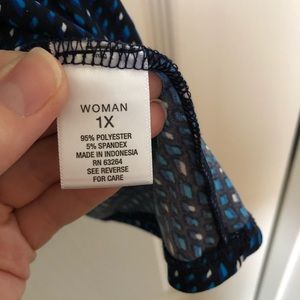 WOMAN
1X
95% POLYESTER
5% SPANDEX
MADE IN INDONESIA
RN 63264
SEE REVERSE
FOR CARE